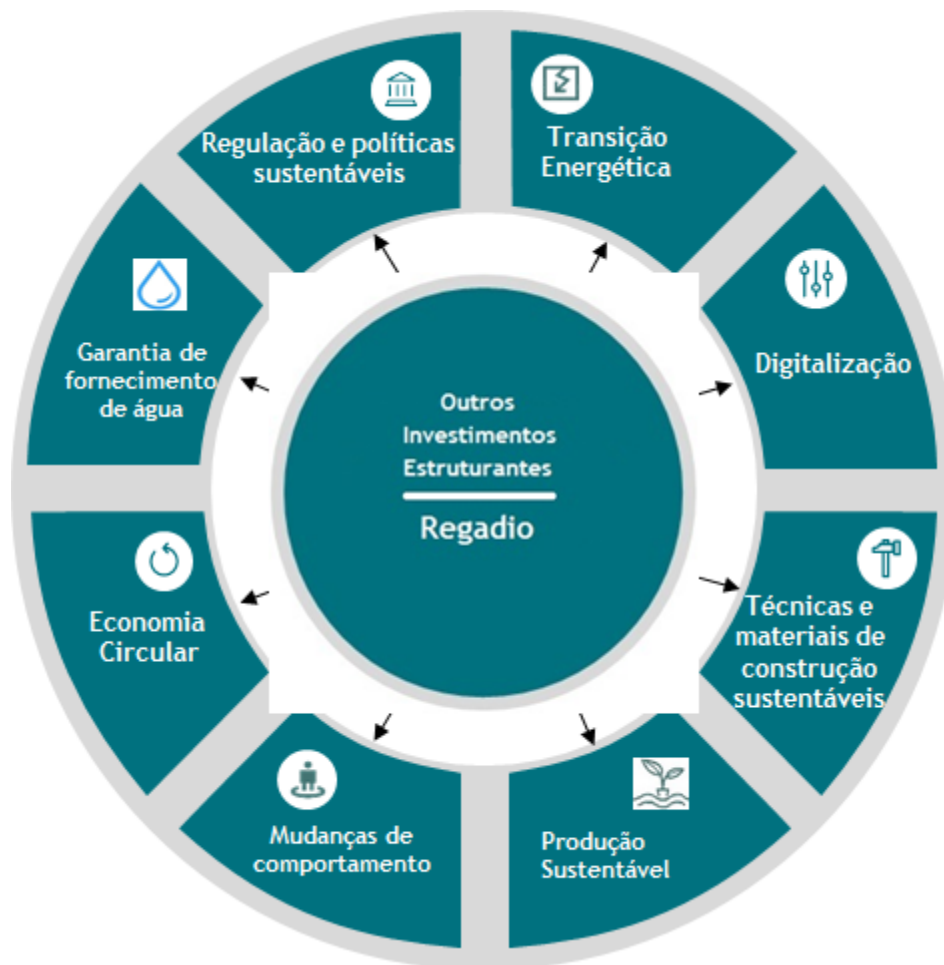 Regulação e políticas
sustentáveis
Transição
Energética
Garantia de
fornecimento
de água
Digitalização
Outros
Investimentos
Estruturantes
Regadio
Economia
Circular
Técnicas e
materiais de
construção
sustentáveis
Mudanças de
comportamento
Produção
Sustentável